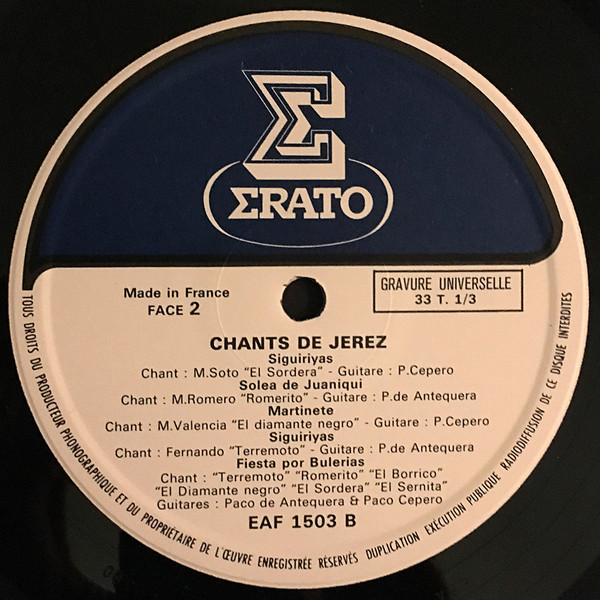 Σ
ΣRATO
Made in France
FACE 2
GRAVURE UNIVERSELLE
33 T. 1/3
CHANTS DE JEREZ
Siguiriyas
Chant : M.Soto "El Sordera" - Guitare : P.Cepero
Solea de Juaniqui
Chant : M.Romero "Romerito" - Guitare : P.de Antequera
Martinete
Chant : M.Valencia "El diamante negro" - Guitare : P.Cepero
Siguiriyas
Chant : Fernando "Terremoto" - Guitare : P.de Antequera
Fiesta por Bulerias
Chant : "Terremoto" "Romerito" "El Borrico"
"El Diamante negro" "El Sordera" "El Sernita"
Guitares : Paco de Antequera & Paco Cepero
EAF 1503 B
TOUS DROITS DU PRODUCTEUR PHONOGRAPHIQUE ET DU PROPRIÉTAIRE DE L'ŒUVRE ENREGISTRÉE RÉSERVÉS DUPLICATION EXÉCUTION PUBLIQUE RADIODIFFUSION DE CE DISQUE INTERDITES